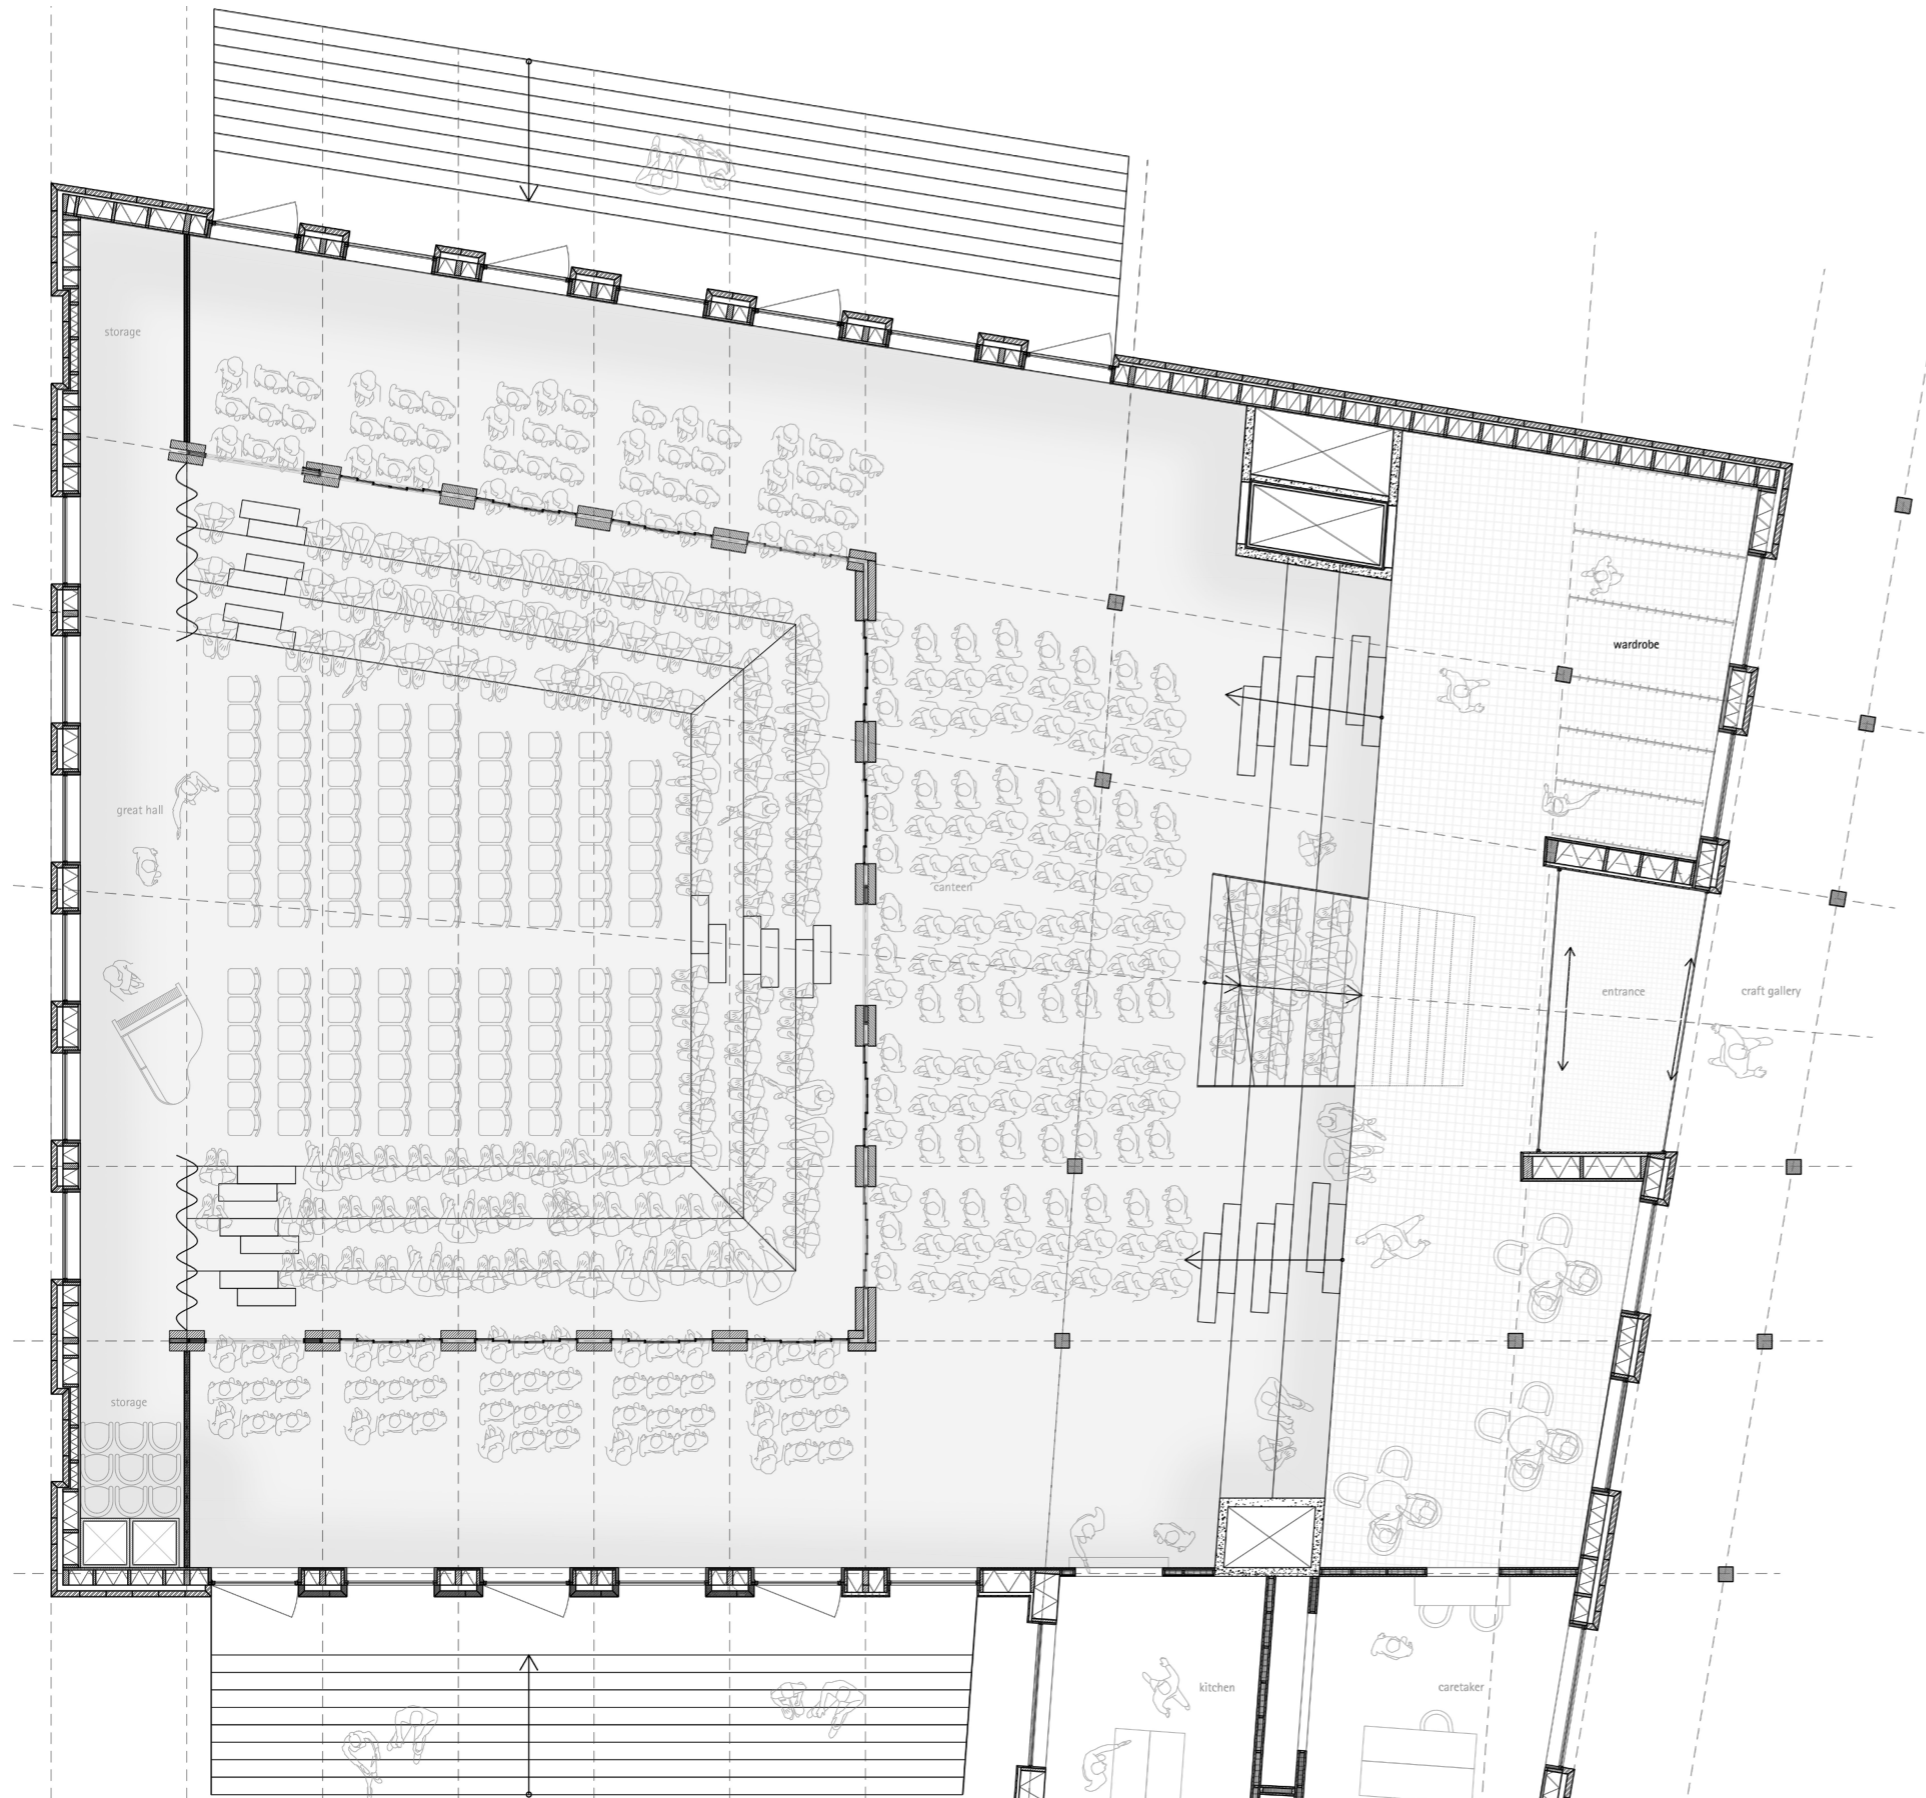 storage
wardrobe
great hall
canteen
entrance
craft gallery
storage
kitchen
caretaker